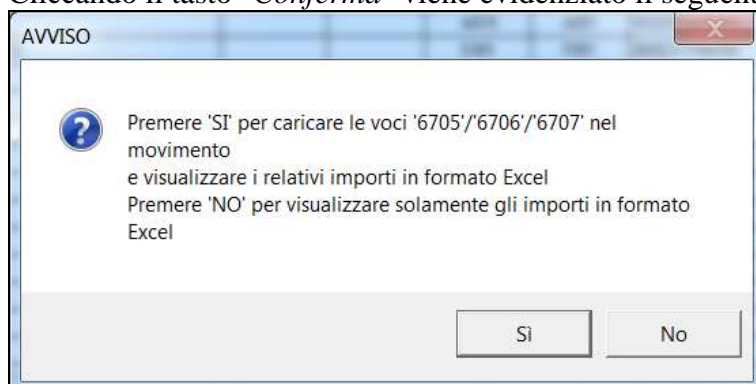 Cliccando il tasto "Conferma" viene evidenziato il seguent
AVVISO
Premere 'SI' per caricare le voci '6705'/'6706'/'6707' nel
movimento
e visualizzare i relativi importi in formato Excel
Premere 'NO' per visualizzare solamente gli importi in formato
Excel
Sì
No